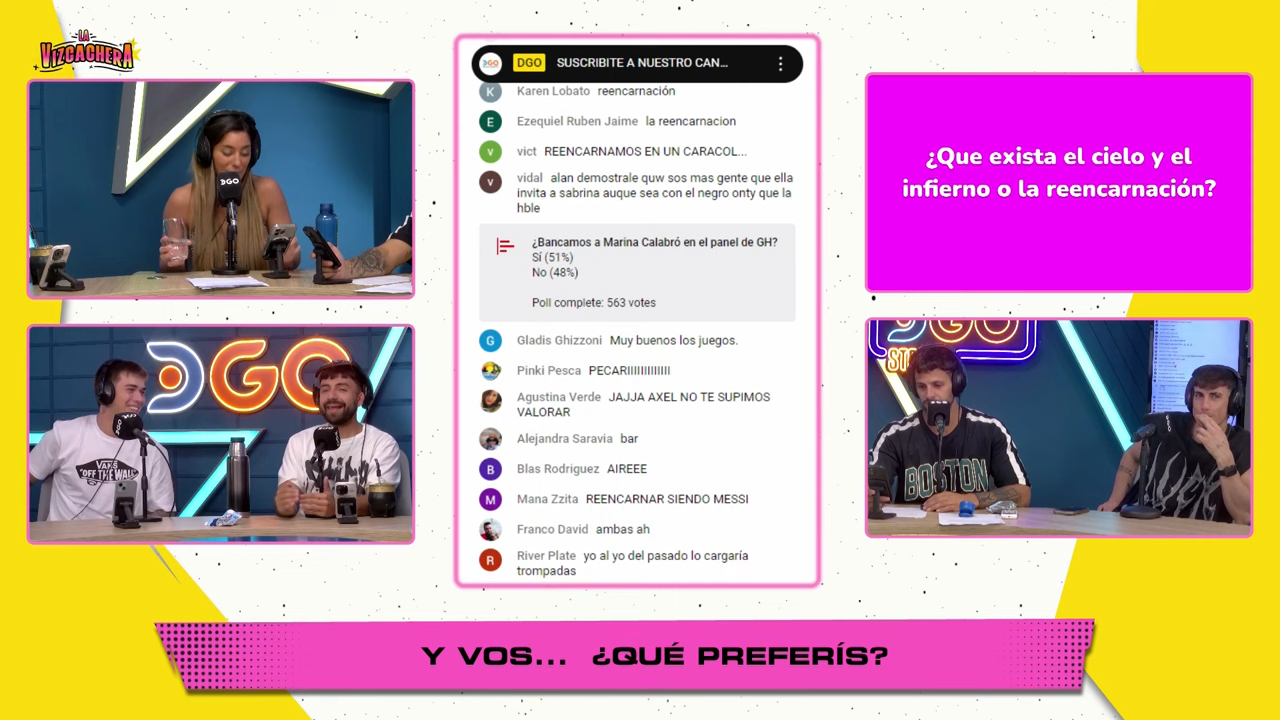 LA
VIZCACHERA
DGO
DGO
SUSCRIBITE A NUESTRO CAN...
K
Karen Lobato reencarnación
E
Ezequiel Ruben Jaime la reencarnacion
v
vict REENCARNAMOS EN UN CARACOL...
v
vidal alan demostrale quw sos mas gente que ella
invita a sabrina auque sea con el negro onty que la
hble
¿Bancamos a Marina Calabró en el panel de GH?
Sí (51%)
No (48%)
Poll complete: 563 votes
G
Gladis Ghizzoni Muy buenos los juegos.
Pinki Pesca PECARIIIIIIIIIIIII
Agustina Verde JAJJA AXEL NO TE SUPIMOS
VALORAR
Alejandra Saravia bar
B
Blas Rodriguez AIREEE
M
Mana Zzita REENCARNAR SIENDO MESSI
Franco David ambas ah
R
River Plate yo al yo del pasado lo cargaría
trompadas
¿Que exista el cielo y el
infierno o la reencarnación?
DGO
DGO
VANS
"OFF THE WALL"
DGO
BOSTON
Y VOS... ¿QUÉ PREFERÍS?